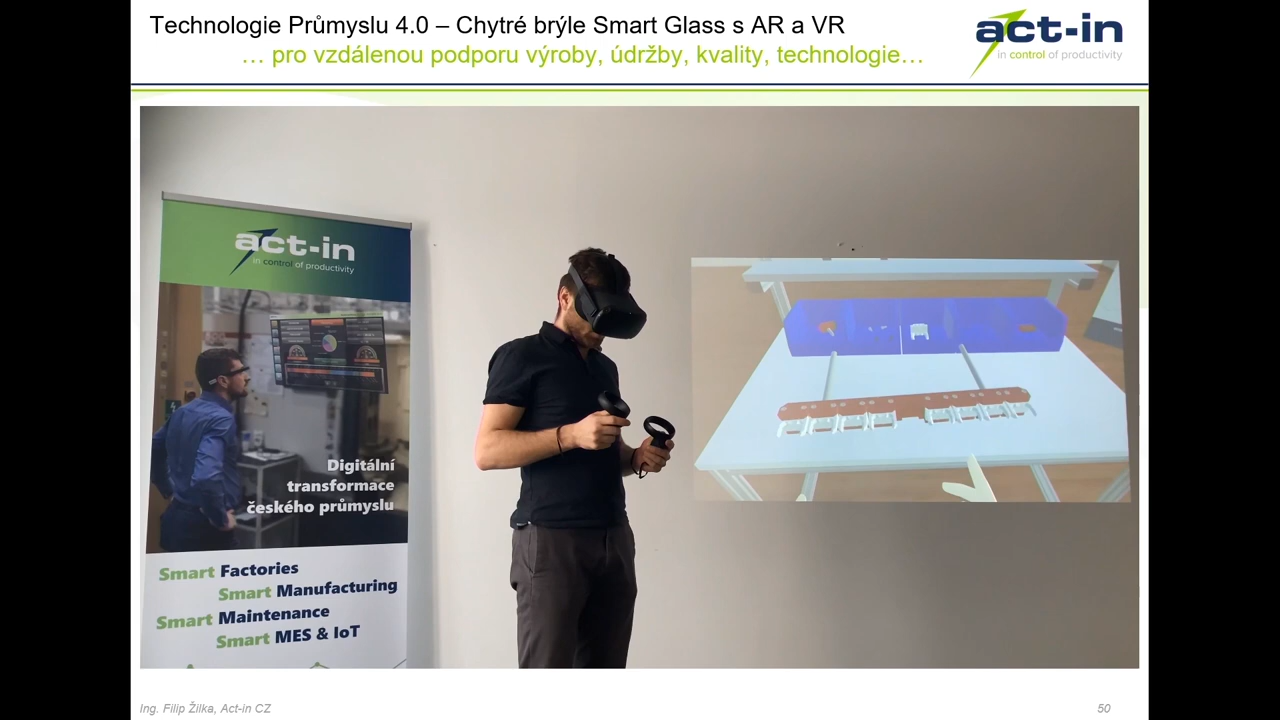 Technologie Průmyslu 4.0 – Chytré brýle Smart Glass s AR a VR
… pro vzdálenou podporu výroby, údržby, kvality, technologie…
act-in
in control of productivity
act-in
in control of productivity
Digitální
transformace
českého průmyslu
Smart Factories
Smart Manufacturing
Smart Maintenance
Smart MES & IoT
Ing. Filip Žilka, Act-in CZ
50